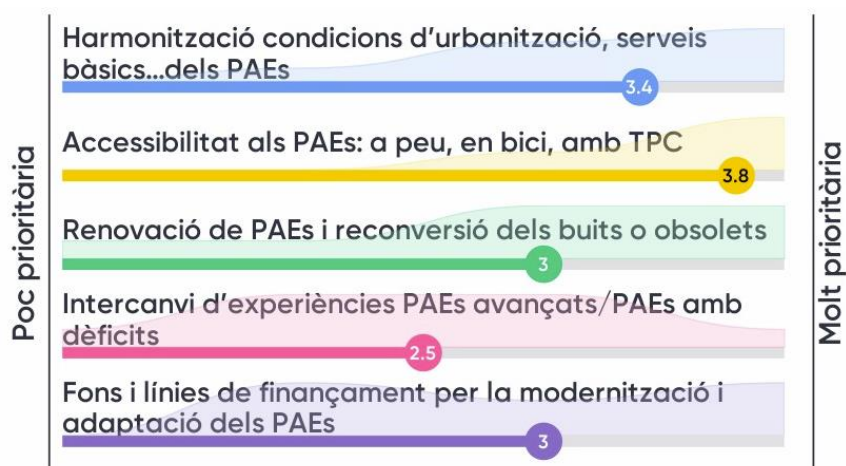 Poc prioritària
Harmonització condicions d'urbanització, serveis
bàsics...dels PAEs
3.4
Accessibilitat als PAEs: a peu, en bici, amb TPC
3.8
Renovació de PAEs i reconversió dels buits o obsolets
3
Intercanvi d'experiències PAEs avançats/PAEs amb
dèficits
2.5
Fons i línies de finançament per la modernització i
adaptació dels PAEs
3
Molt prioritària